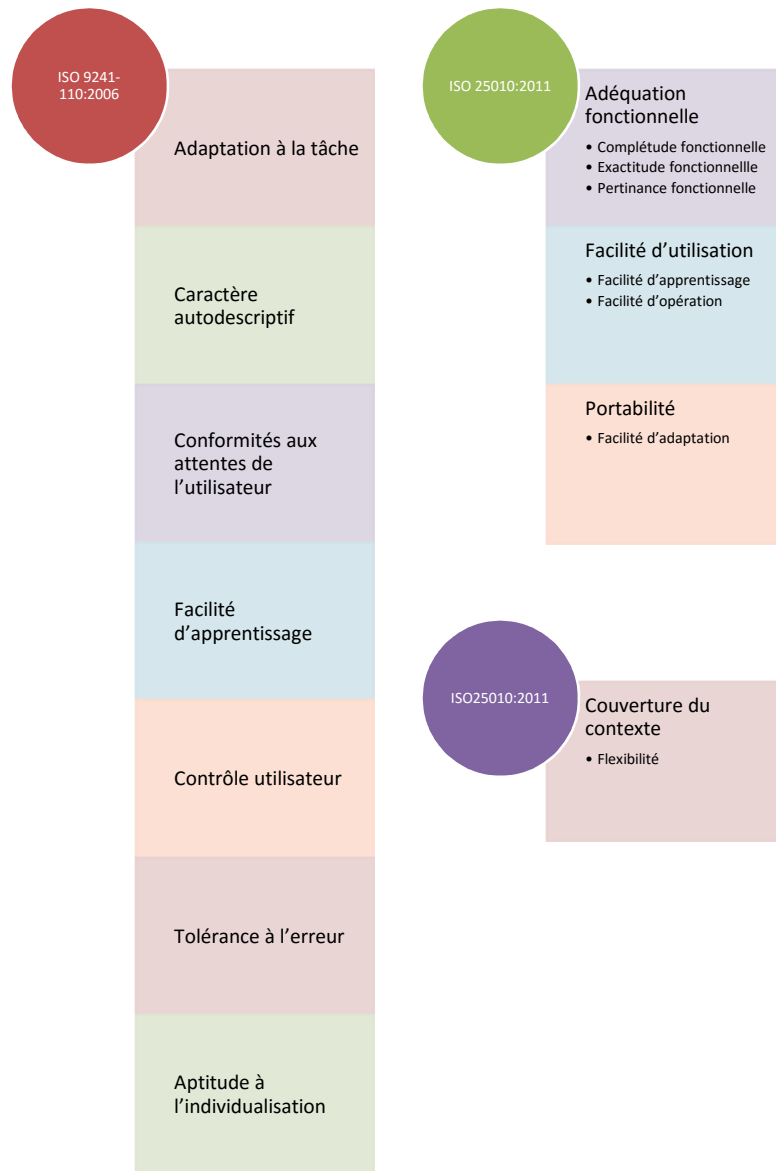 ISO 9241-
110:2006
Adaptation à la tâche
Caractère
autodescriptif
Conformités aux
attentes de
l’utilisateur
Facilité
d’apprentissage
Contrôle utilisateur
Tolérance à l’erreur
Aptitude à
l’individualisation
ISO 25010:2011
Adéquation
fonctionnelle
• Complétude fonctionnelle
• Exactitude fonctionnellle
• Pertinance fonctionnelle
Facilité d’utilisation
• Facilité d’apprentissage
• Facilité d’opération
Portabilité
• Facilité d’adaptation
ISO25010:2011
Couverture du
contexte
• Flexibilité